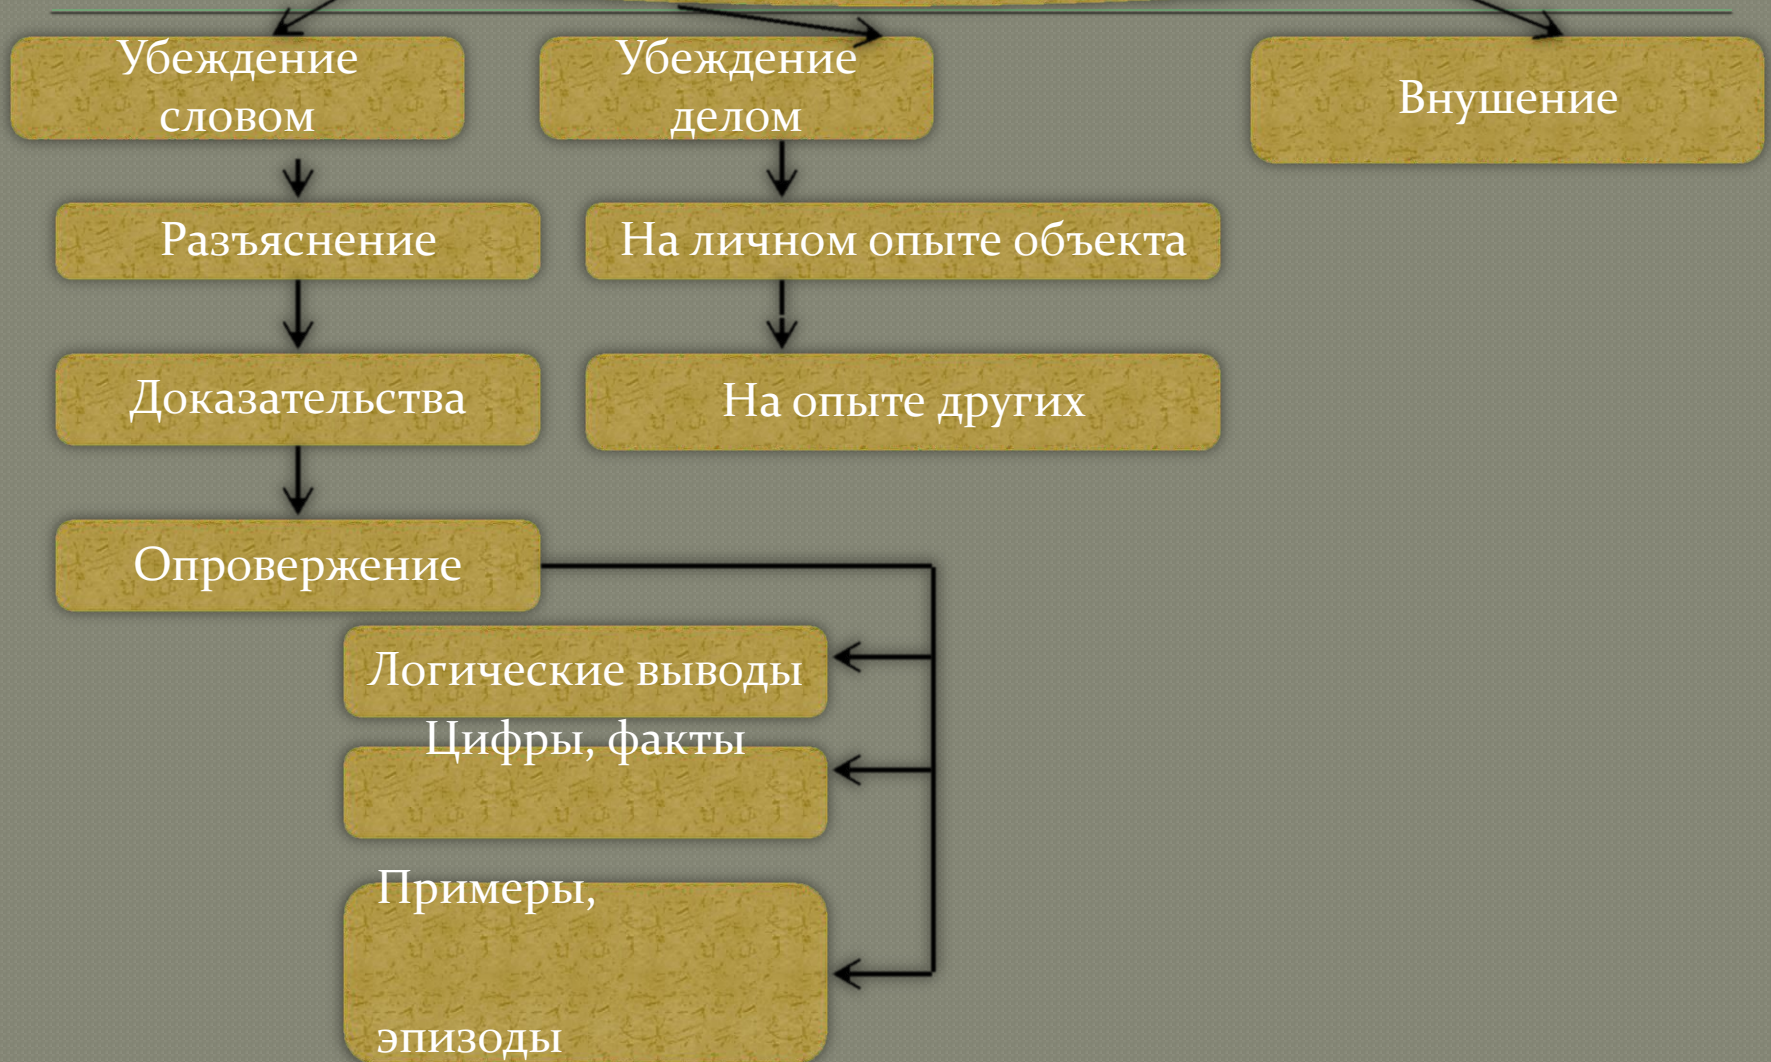 Убеждение
словом
Убеждение
делом
Внушение
Разъяснение
На личном опыте объекта
Доказательства
На опыте других
Опровержение
Логические выводы
Цифры, факты
Примеры,
эпизоды